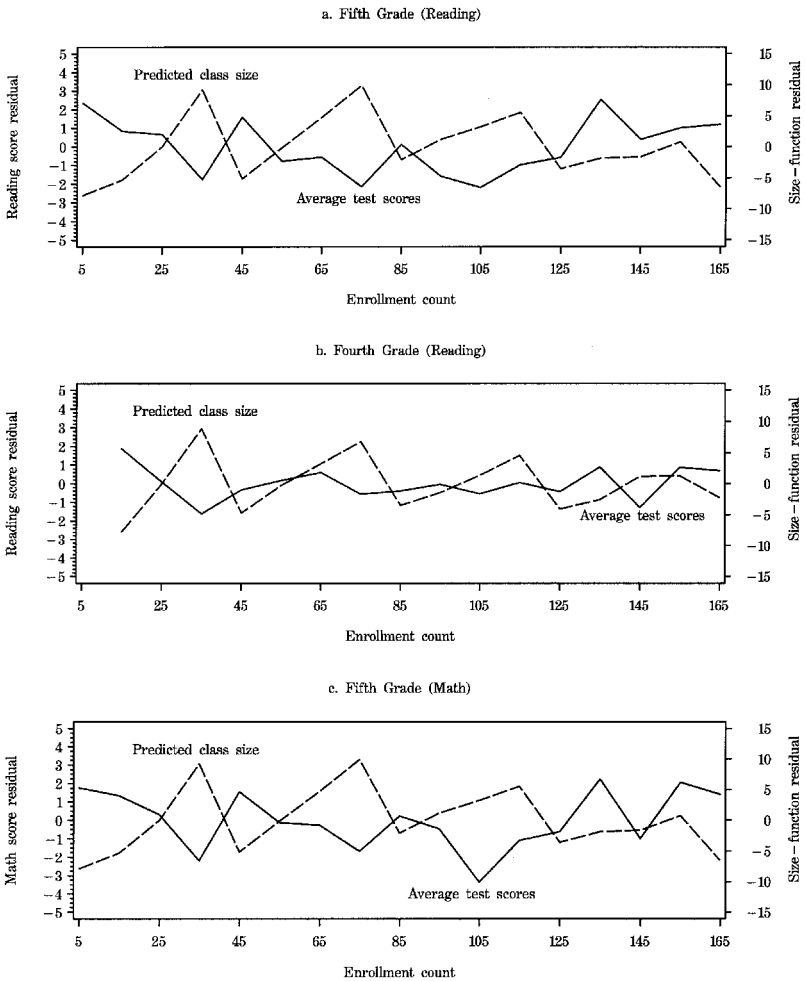 a. Fifth Grade (Reading)
5 15
4
Predicted class size
3 10
2 5
1
0 0
−1
−2 −5
Average test scores
−3
−4 −10
−5 −15
Reading score residual
Size−function residual
5 25 45 65 85 105 125 145 165
Enrollment count
b. Fourth Grade (Reading)
5 15
4
Predicted class size
3 10
2 5
1
0 0
−1
−2 −5
Average test scores
−3
−4 −10
−5 −15
Reading score residual
Size−function residual
5 25 45 65 85 105 125 145 165
Enrollment count
c. Fifth Grade (Math)
5 15
4
Predicted class size
3 10
2 5
1
0 0
−1
−2 −5
−3
−4 −10
Average test scores
−5 −15
Math score residual
Size−function residual
5 25 45 65 85 105 125 145 165
Enrollment count